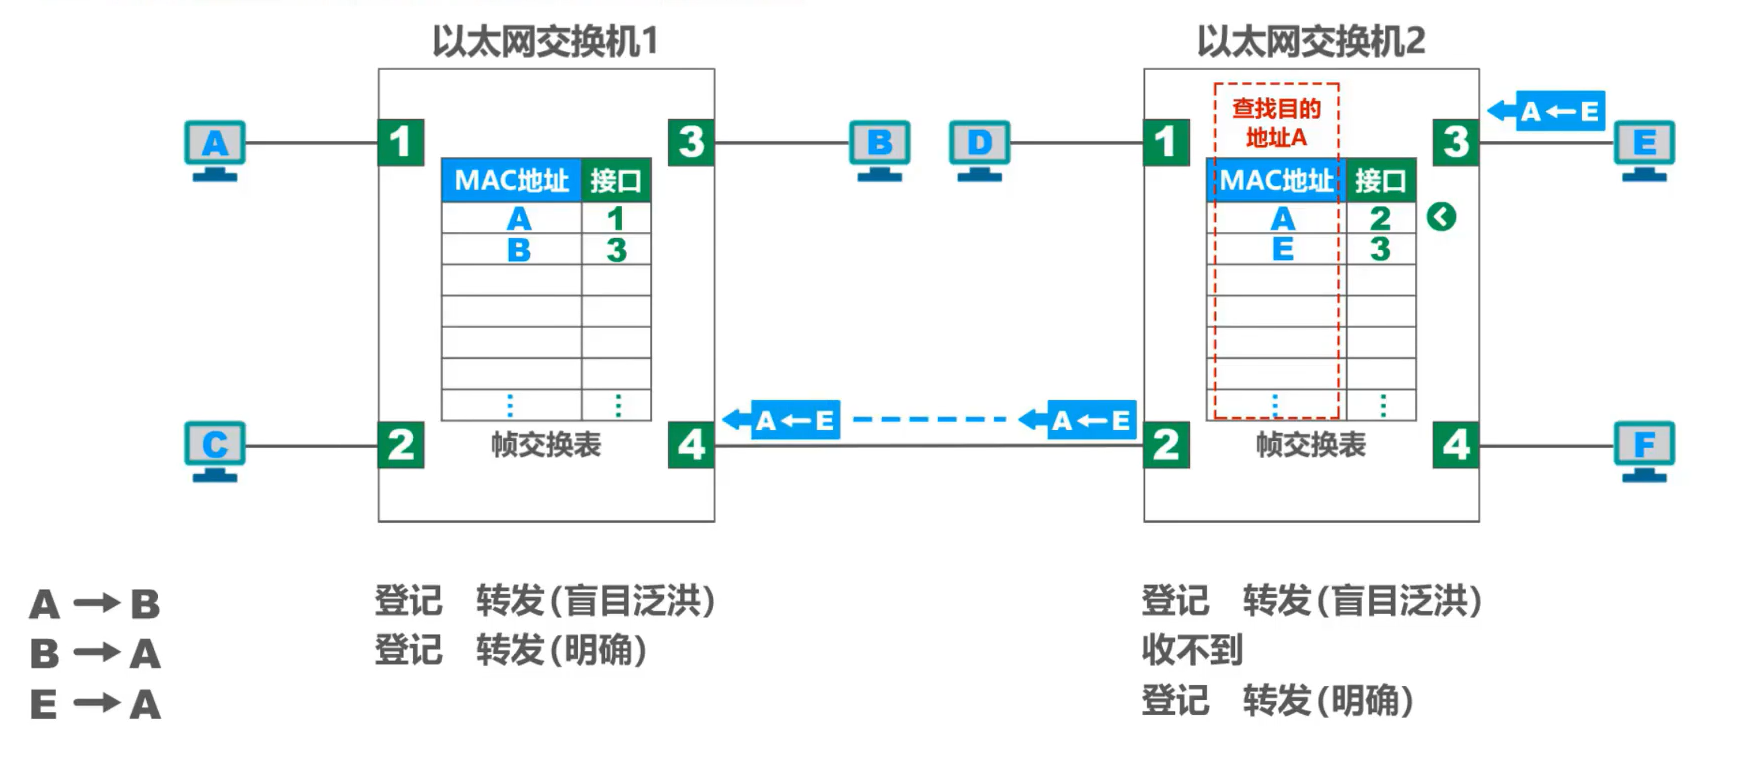 以太网交换机1
以太网交换机2
A
1
3
B
D
1
查找目的
地址A
3
A←E
E
MAC地址 接口
A 1
B 3
⋮ ⋮
MAC地址 接口
A 2
E 3
⋮ ⋮
C
2
帧交换表
4
A←E
A←E
2
帧交换表
4
F
A→B 登记 转发(盲目泛洪) 登记 转发(盲目泛洪)
B→A 登记 转发(明确) 收不到
E→A 登记 转发(明确)